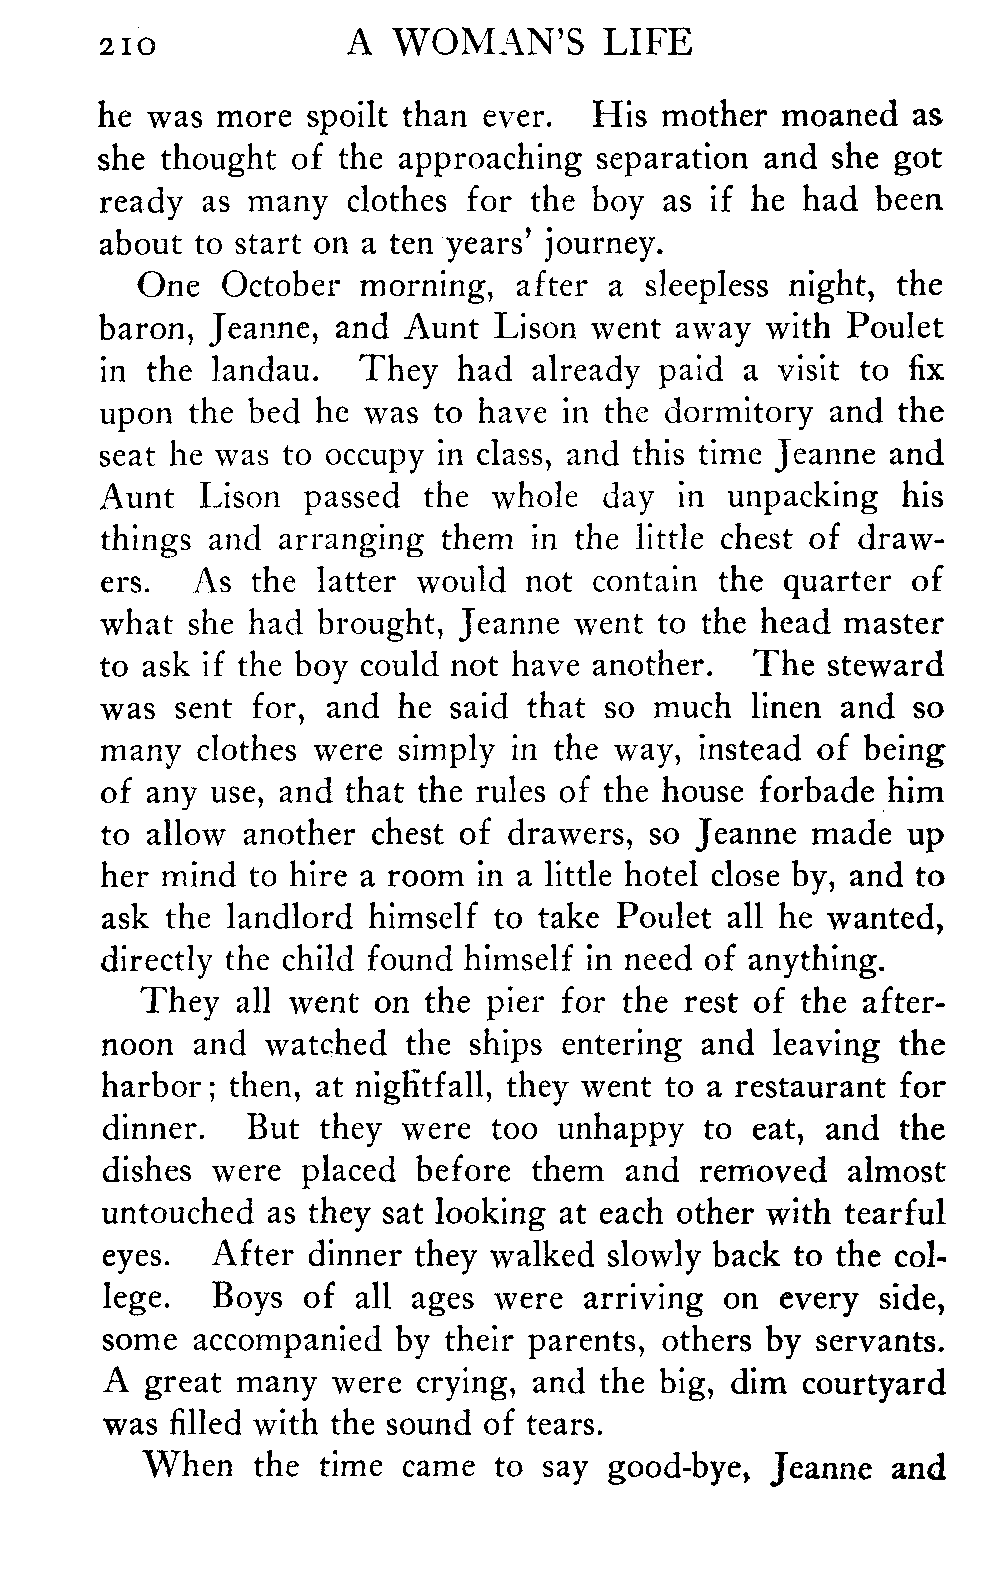 210 A WOMAN'S LIFE
he was more spoilt than ever. His mother moaned as
she thought of the approaching separation and she got
ready as many clothes for the boy as if he had been
about to start on a ten years' journey.
One October morning, after a sleepless night, the
baron, Jeanne, and Aunt Lison went away with Poulet
in the landau. They had already paid a visit to fix
upon the bed he was to have in the dormitory and the
seat he was to occupy in class, and this time Jeanne and
Aunt Lison passed the whole day in unpacking his
things and arranging them in the little chest of draw-
ers. As the latter would not contain the quarter of
what she had brought, Jeanne went to the head master
to ask if the boy could not have another. The steward
was sent for, and he said that so much linen and so
many clothes were simply in the way, instead of being
of any use, and that the rules of the house forbade him
to allow another chest of drawers, so Jeanne made up
her mind to hire a room in a little hotel close by, and to
ask the landlord himself to take Poulet all he wanted,
directly the child found himself in need of anything.
They all went on the pier for the rest of the after-
noon and watched the ships entering and leaving the
harbor; then, at nightfall, they went to a restaurant for
dinner. But they were too unhappy to eat, and the
dishes were placed before them and removed almost
untouched as they sat looking at each other with tearful
eyes. After dinner they walked slowly back to the col-
lege. Boys of all ages were arriving on every side,
some accompanied by their parents, others by servants.
A great many were crying, and the big, dim courtyard
was filled with the sound of tears.
When the time came to say good-bye, Jeanne and